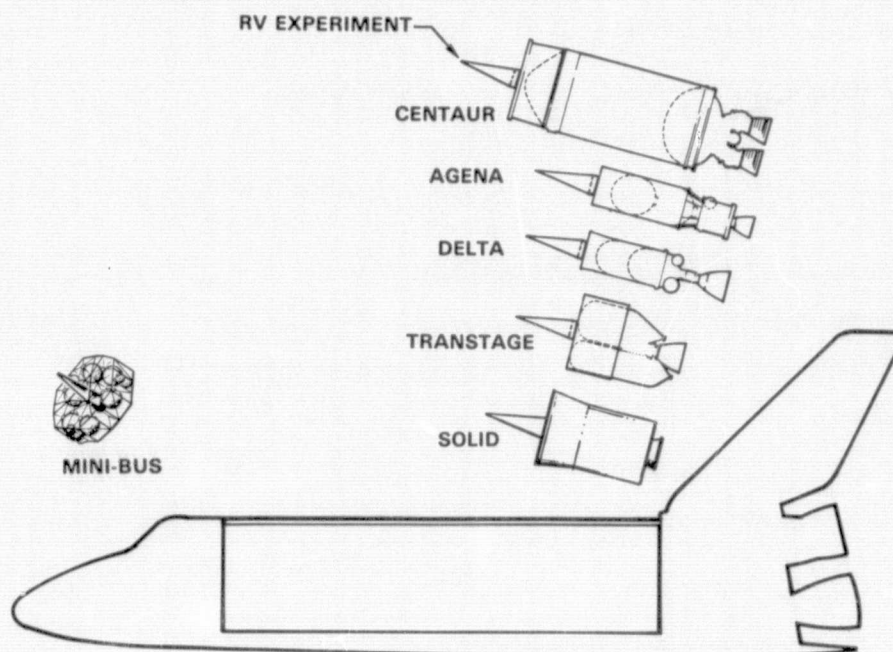 RV EXPERIMENT
CENTAUR
AGENA
DELTA
TRANSTAGE
SOLID
MINI-BUS